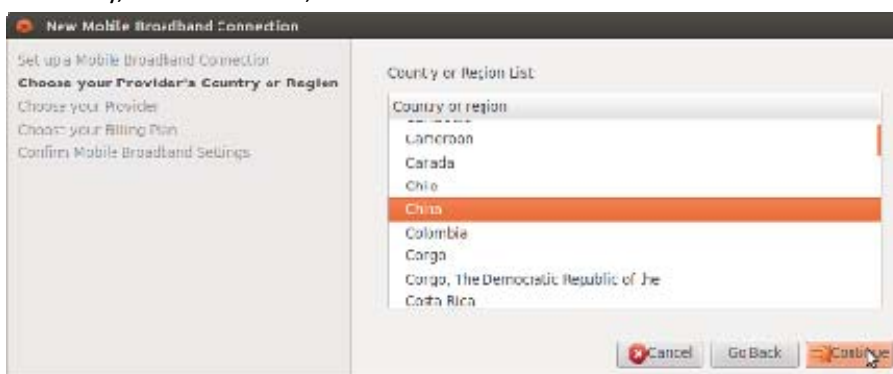 New Mobile Broadband Connection
Set up a Mobile Broadband Connection
Choose your Provider's Country or Region
Choose your Provider
Choose your Billing Plan
Confirm Mobile Broadband Settings
Country or Region List:
Country or region
Cameroon
Canada
Chile
China
Colombia
Congo
Congo, The Democratic Republic of the
Costa Rica
Cancel
Go Back
Continue